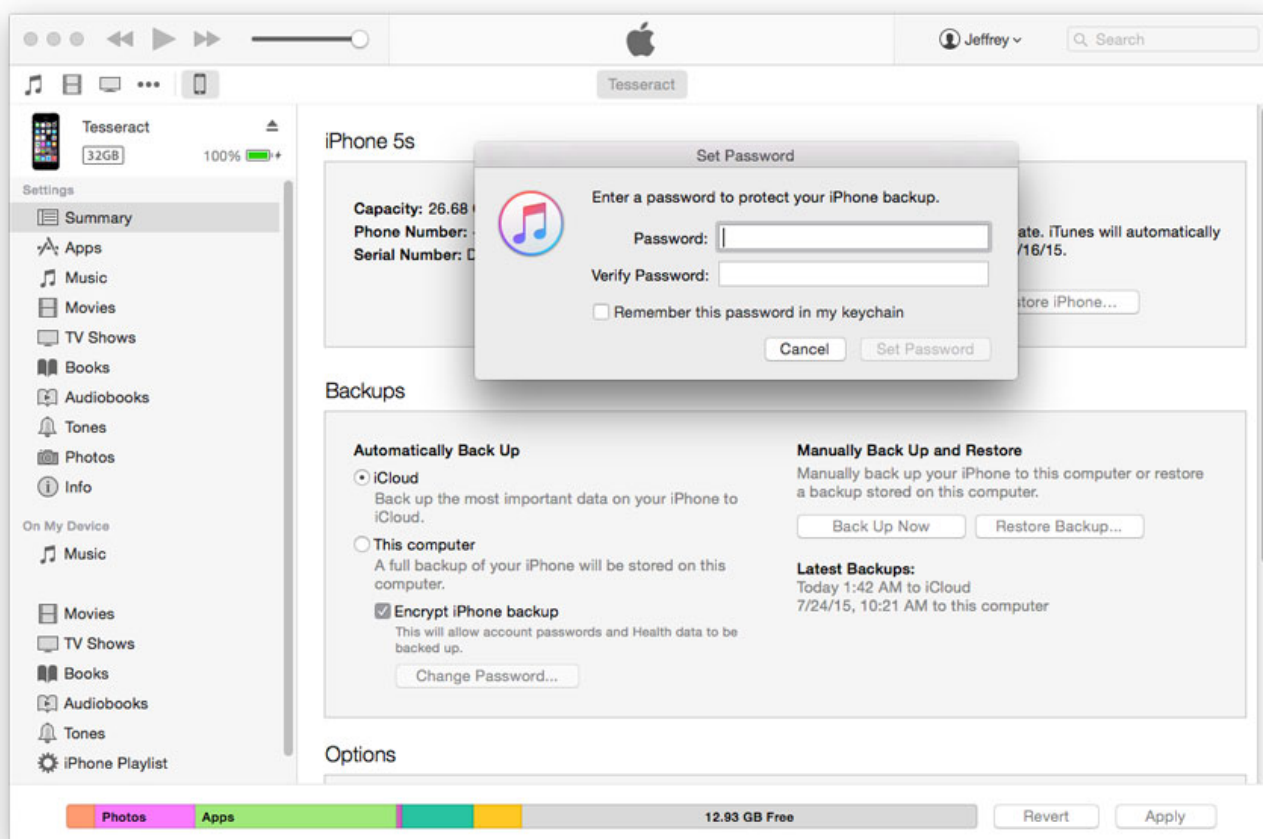 Jeffrey
Search
Tesseract
Tesseract
32GB
100%
Settings
Summary
Apps
Music
Movies
TV Shows
Books
Audiobooks
Tones
Photos
Info
On My Device
Music
Movies
TV Shows
Books
Audiobooks
Tones
iPhone Playlist
iPhone 5s
Capacity: 26.68
Phone Number:
Serial Number: D
ate. iTunes will automatically
/16/15.
store iPhone...
Set Password
Enter a password to protect your iPhone backup.
Password:
Verify Password:
Remember this password in my keychain
Cancel
Set Password
Backups
Automatically Back Up
iCloud
Back up the most important data on your iPhone to
iCloud.
This computer
A full backup of your iPhone will be stored on this
computer.
Encrypt iPhone backup
This will allow account passwords and Health data to be
backed up.
Change Password...
Manually Back Up and Restore
Manually back up your iPhone to this computer or restore
a backup stored on this computer.
Back Up Now
Restore Backup...
Latest Backups:
Today 1:42 AM to iCloud
7/24/15, 10:21 AM to this computer
Options
Photos
Apps
12.93 GB Free
Revert
Apply